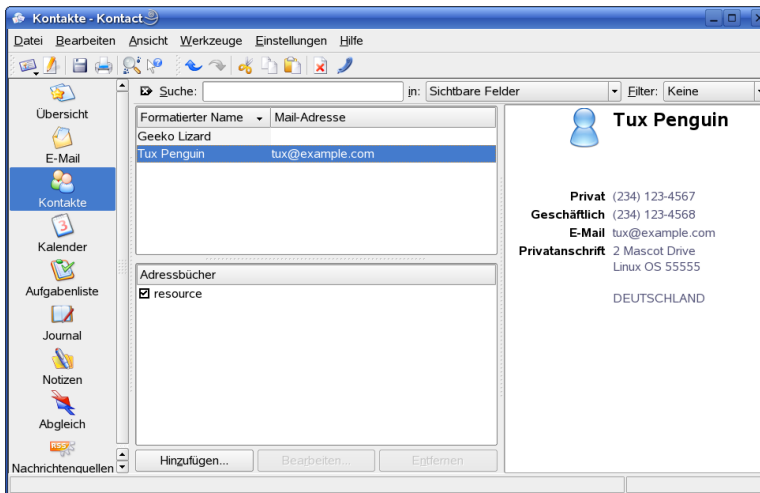 Kakte - Kontact
Datei Bearbeiten Ansicht Werkzeuge Einstellungen Hilfe
Suche: in: Sichtbare Felder Filter: Keine
Übersicht
E-Mail
Kontakte
3
Kalender
Aufgabenliste
Journal
Notizen
Abgleich
RSS
Nachrichtenquellen
Formatierter Name Mail-Adresse
Geeko Lizard
Tux Penguin tux@example.com
Adressbücher
resource
Hinzufügen... Bearbeiten... Entfernen
Tux Penguin
Privat (234) 123-4567
Geschäftlich (234) 123-4568
E-Mail tux@example.com
Privatanschrift 2 Mascot Drive
Linux OS 55555
DEUTSCHLAND